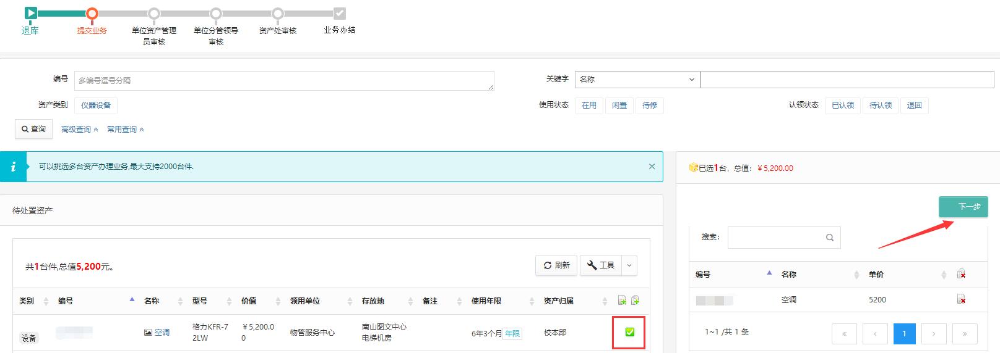 退库
提交业务
单位资产管理
员审核
单位分管领导
审核
资产处审核
业务办结
编号
多编号逗号分隔
关键字
名称
资产类别
仪器设备
使用状态
在用
闲置
待修
认领状态
已认领
待认领
退回
查询
高级查询
常用查询
可以挑选多台资产办理业务,最大支持2000台件.
×
已选1台，总值：￥5,200.00
下一步
待处置资产
搜索：
共1台件,总值5,200元。
刷新
工具
编号 名称 单价
类别 编号 名称 型号 价值 领用单位 存放地 备注 使用年限 资产归属
空调 5200
设备 空调 格力KFR-7
2LW ￥5,200.0
0 物管服务中心 南山图文中心
电梯机房 6年3个月 年限 校本部
1~1 /共 1 条
« ‹ 1 › »